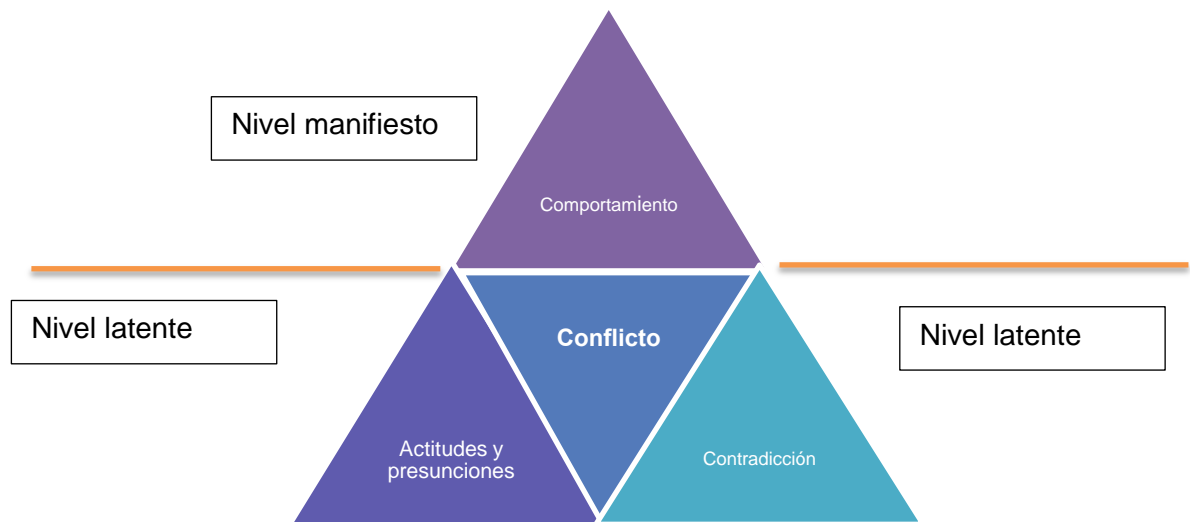 Nivel manifiesto
Comportamiento
Nivel latente
Conflicto
Nivel latente
Actitudes y
presunciones
Contradicción